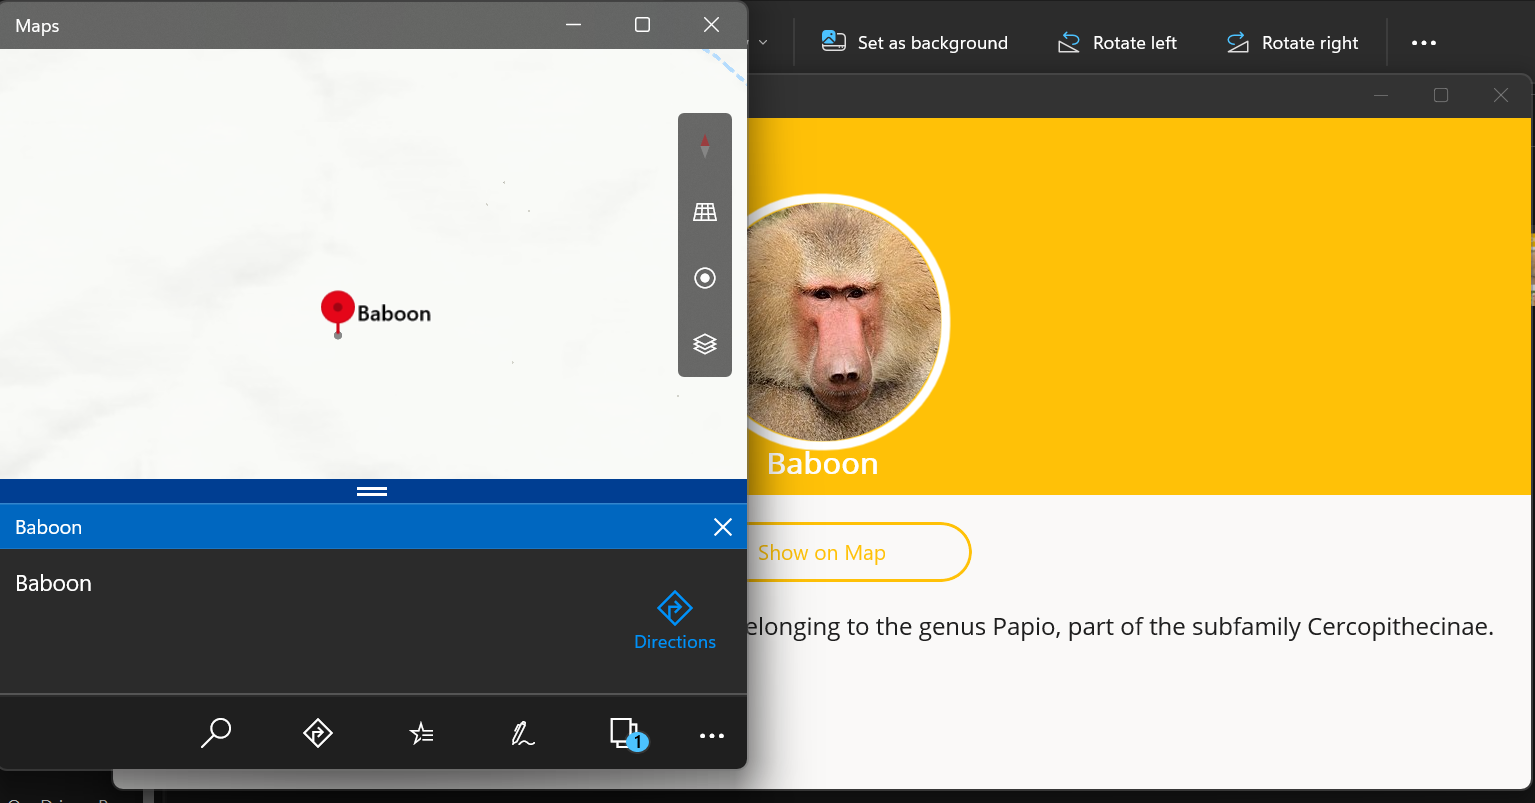 Maps
Set as background
Rotate left
Rotate right
Baboon
Baboon
Baboon
Baboon
Directions
1
Show on Map
elonging to the genus Papio, part of the subfamily Cercopithecinae.